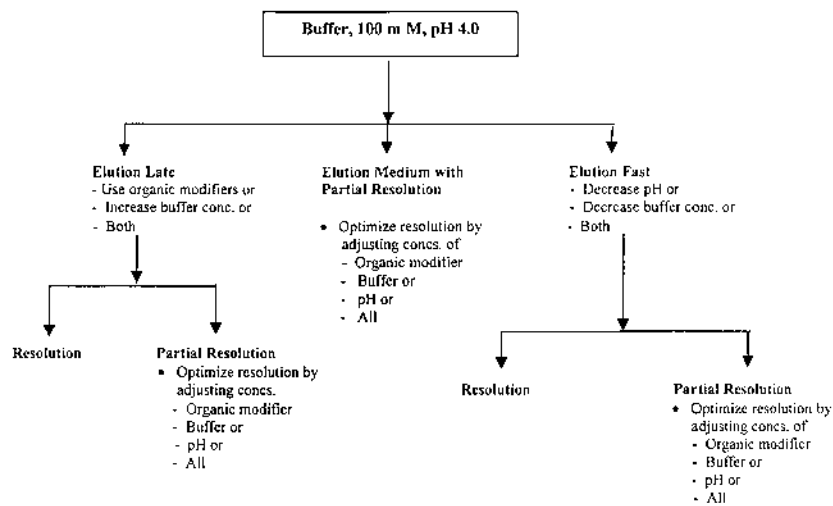 Buffer, 100 m M, pH 4.0
Elution Late
- Use organic modifiers or
- Increase buffer conc. or
- Both
Elution Medium with
Partial Resolution
• Optimize resolution by
adjusting concs. of
- Organic modifier
- Buffer or
- pH or
- All
Elution Fast
- Decrease pH or
- Decrease buffer conc. or
- Both
Resolution
Partial Resolution
• Optimize resolution by
adjusting concs.
- Organic modifier
- Buffer or
- pH or
- All
Resolution
Partial Resolution
• Optimize resolution by
adjusting concs. of
- Organic modifier
- Buffer or
- pH or
- All